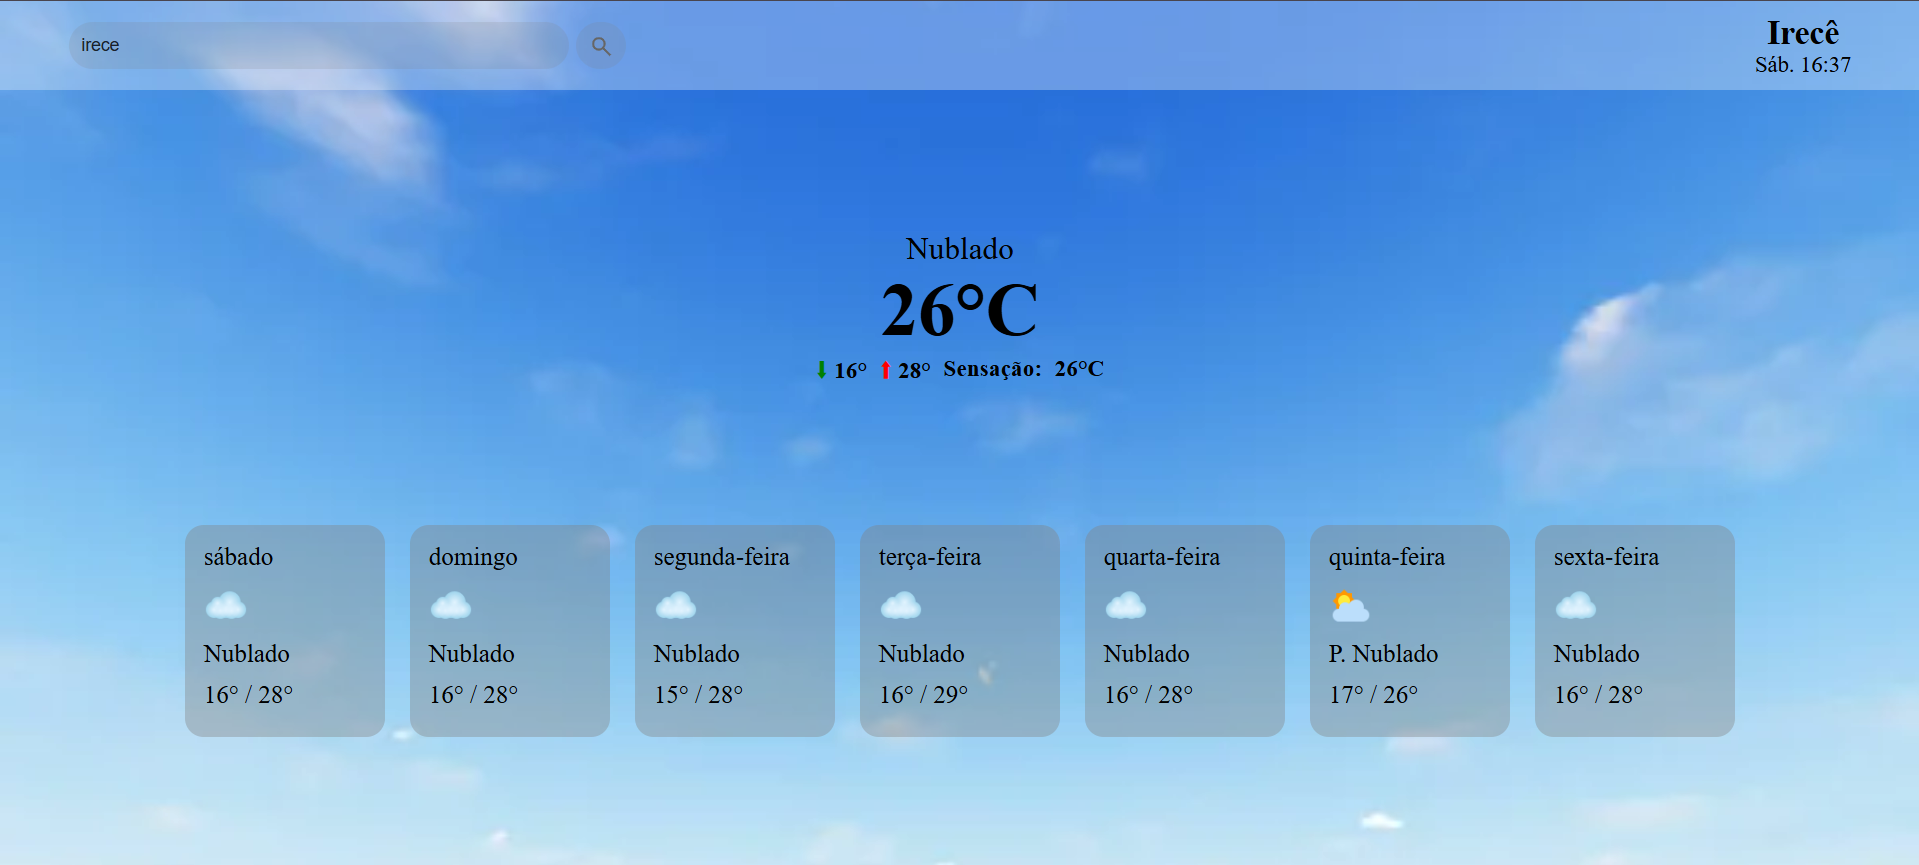 irece
Irecê
Sáb. 16:37
Nublado
26°C
16° 28° Sensação: 26°C
sábado
Nublado
16° / 28°
domingo
Nublado
16° / 28°
segunda-feira
Nublado
15° / 28°
terça-feira
Nublado
16° / 29°
quarta-feira
Nublado
16° / 28°
quinta-feira
P. Nublado
17° / 26°
sexta-feira
Nublado
16° / 28°